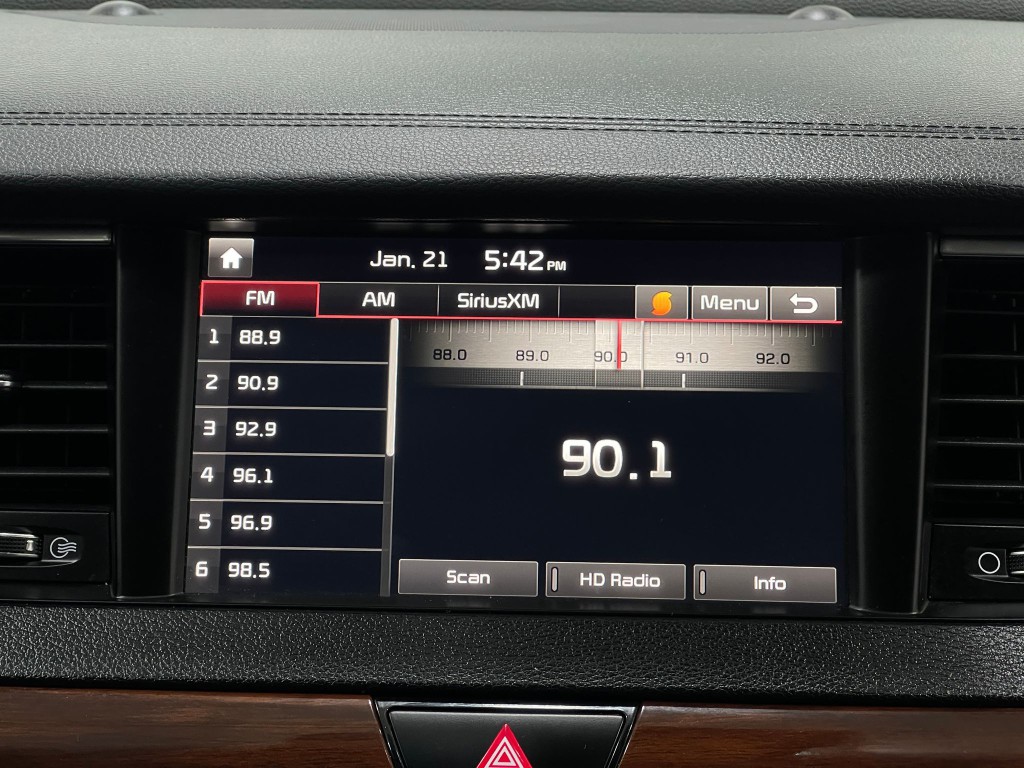 Jan. 21 5:42 PM
FM AM SiriusXM Menu
1 88.9
2 90.9
3 92.9
4 96.1
5 96.9
6 98.5
88.0 89.0 90.0 91.0 92.0
90.1
Scan HD Radio Info